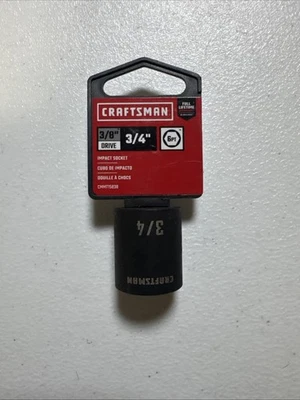 CRAFTSMAN
FULL
LIFETIME
3/8"
DRIVE
3/4"
6PT
IMPACT SOCKET
CUBO DE IMPACTO
DOUILLE À CHOCS
3/4
CRAFTSMAN